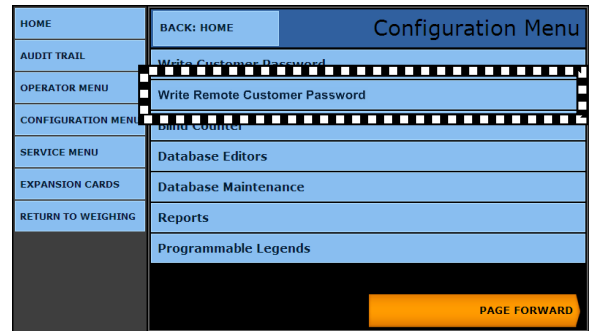 HOME
AUDIT TRAIL
OPERATOR MENU
CONFIGURATION MENU
SERVICE MENU
EXPANSION CARDS
RETURN TO WEIGHING
BACK: HOME
Configuration Menu
Write Customer Password
Write Remote Customer Password
Blind Counter
Database Editors
Database Maintenance
Reports
Programmable Legends
PAGE FORWARD